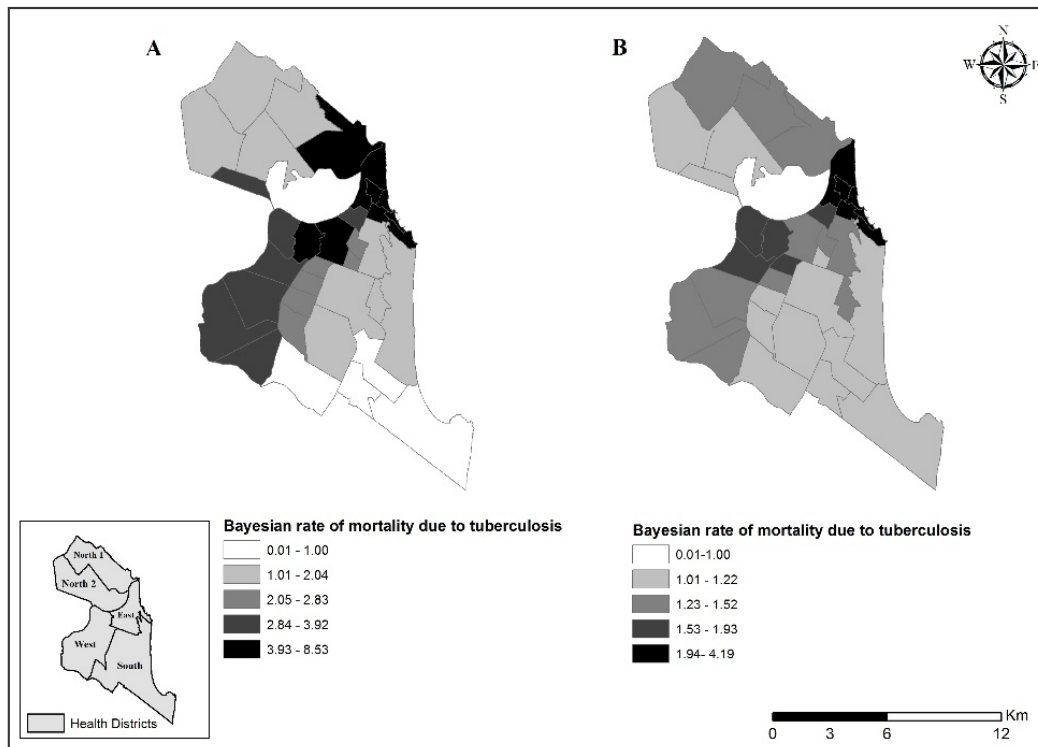 A
B
N
W
E
S
Bayesian rate of mortality due to tuberculosis
0.01 - 1.00
1.01 - 2.04
2.05 - 2.83
2.84 - 3.92
3.93 - 8.53
Bayesian rate of mortality due to tuberculosis
0.01-1.00
1.01 - 1.22
1.23 - 1.52
1.53 - 1.93
1.94- 4.19
North 1
North 2
East
West
South
Health Districts
Km
0 3 6 12